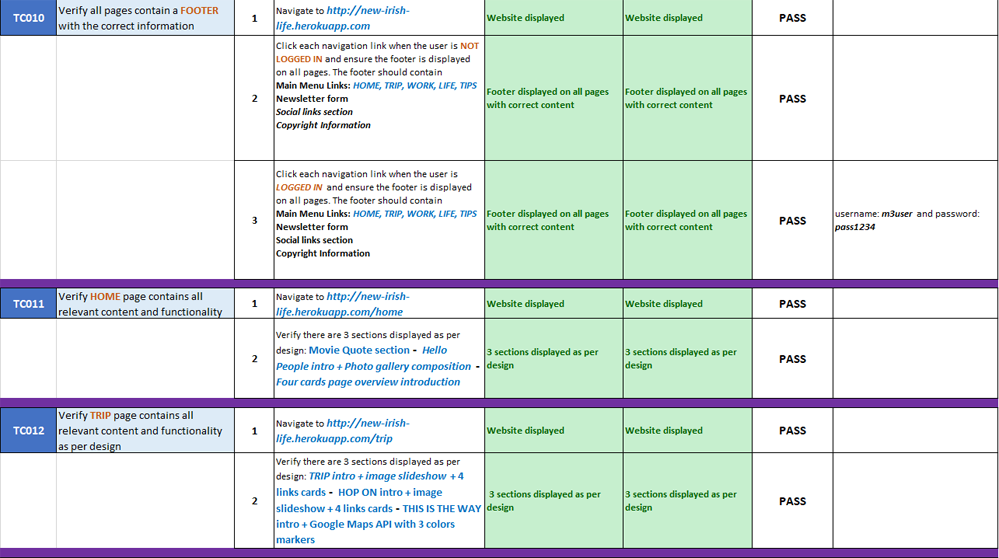 TC010
Verify all pages contain a FOOTER
with the correct information
1
Navigate to http://new-irish-
life.herokuapp.com
Website displayed
Website displayed
PASS
2
Click each navigation link when the user is NOT
LOGGED IN and ensure the footer is displayed
on all pages. The footer should contain
Main Menu Links: HOME, TRIP, WORK, LIFE, TIPS
Newsletter form
Social links section
Copyright Information
Footer displayed on all pages
with correct content
Footer displayed on all pages
with correct content
PASS
3
Click each navigation link when the user is
LOGGED IN and ensure the footer is displayed
on all pages. The footer should contain
Main Menu Links: HOME, TRIP, WORK, LIFE, TIPS
Newsletter form
Social links section
Copyright Information
Footer displayed on all pages
with correct content
Footer displayed on all pages
with correct content
PASS
username: m3user and password:
pass1234
TC011
Verify HOME page contains all
relevant content and functionality
1
Navigate to http://new-irish-
life.herokuapp.com/home
Website displayed
Website displayed
PASS
2
Verify there are 3 sections displayed as per
design: Movie Quote section - Hello
People intro + Photo gallery composition -
Four cards page overview introduction
3 sections displayed as per
design
3 sections displayed as per
design
PASS
TC012
Verify TRIP page contains all
relevant content and functionality
as per design
1
Navigate to http://new-irish-
life.herokuapp.com/trip
Website displayed
Website displayed
PASS
2
Verify there are 3 sections displayed as per
design: TRIP intro + image slideshow + 4
links cards - HOP ON intro + image
slideshow + 4 links cards - THIS IS THE WAY
intro + Google Maps API with 3 colors
markers
3 sections displayed as per
design
3 sections displayed as per
design
PASS